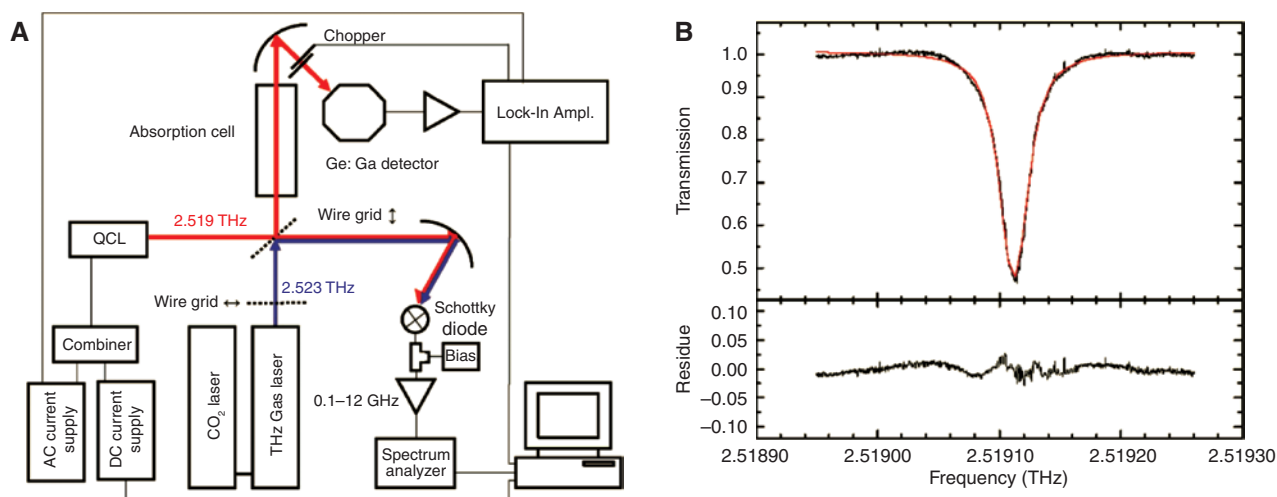 A
Chopper
Absorption cell
Ge: Ga detector
Lock-In Ampl.
2.519 THz
Wire grid ↕
QCL
2.523 THz
Wire grid ↔
Schottky
diode
Bias
Combiner
0.1–12 GHz
AC current
supply
DC current
supply
CO₂ laser
THz Gas laser
Spectrum
analyzer
B
Transmission
1.0
0.9
0.8
0.7
0.6
0.5
Residue
0.10
0.05
0.00
−0.05
−0.10
2.51890
2.51900
2.51910
2.51920
2.51930
Frequency (THz)